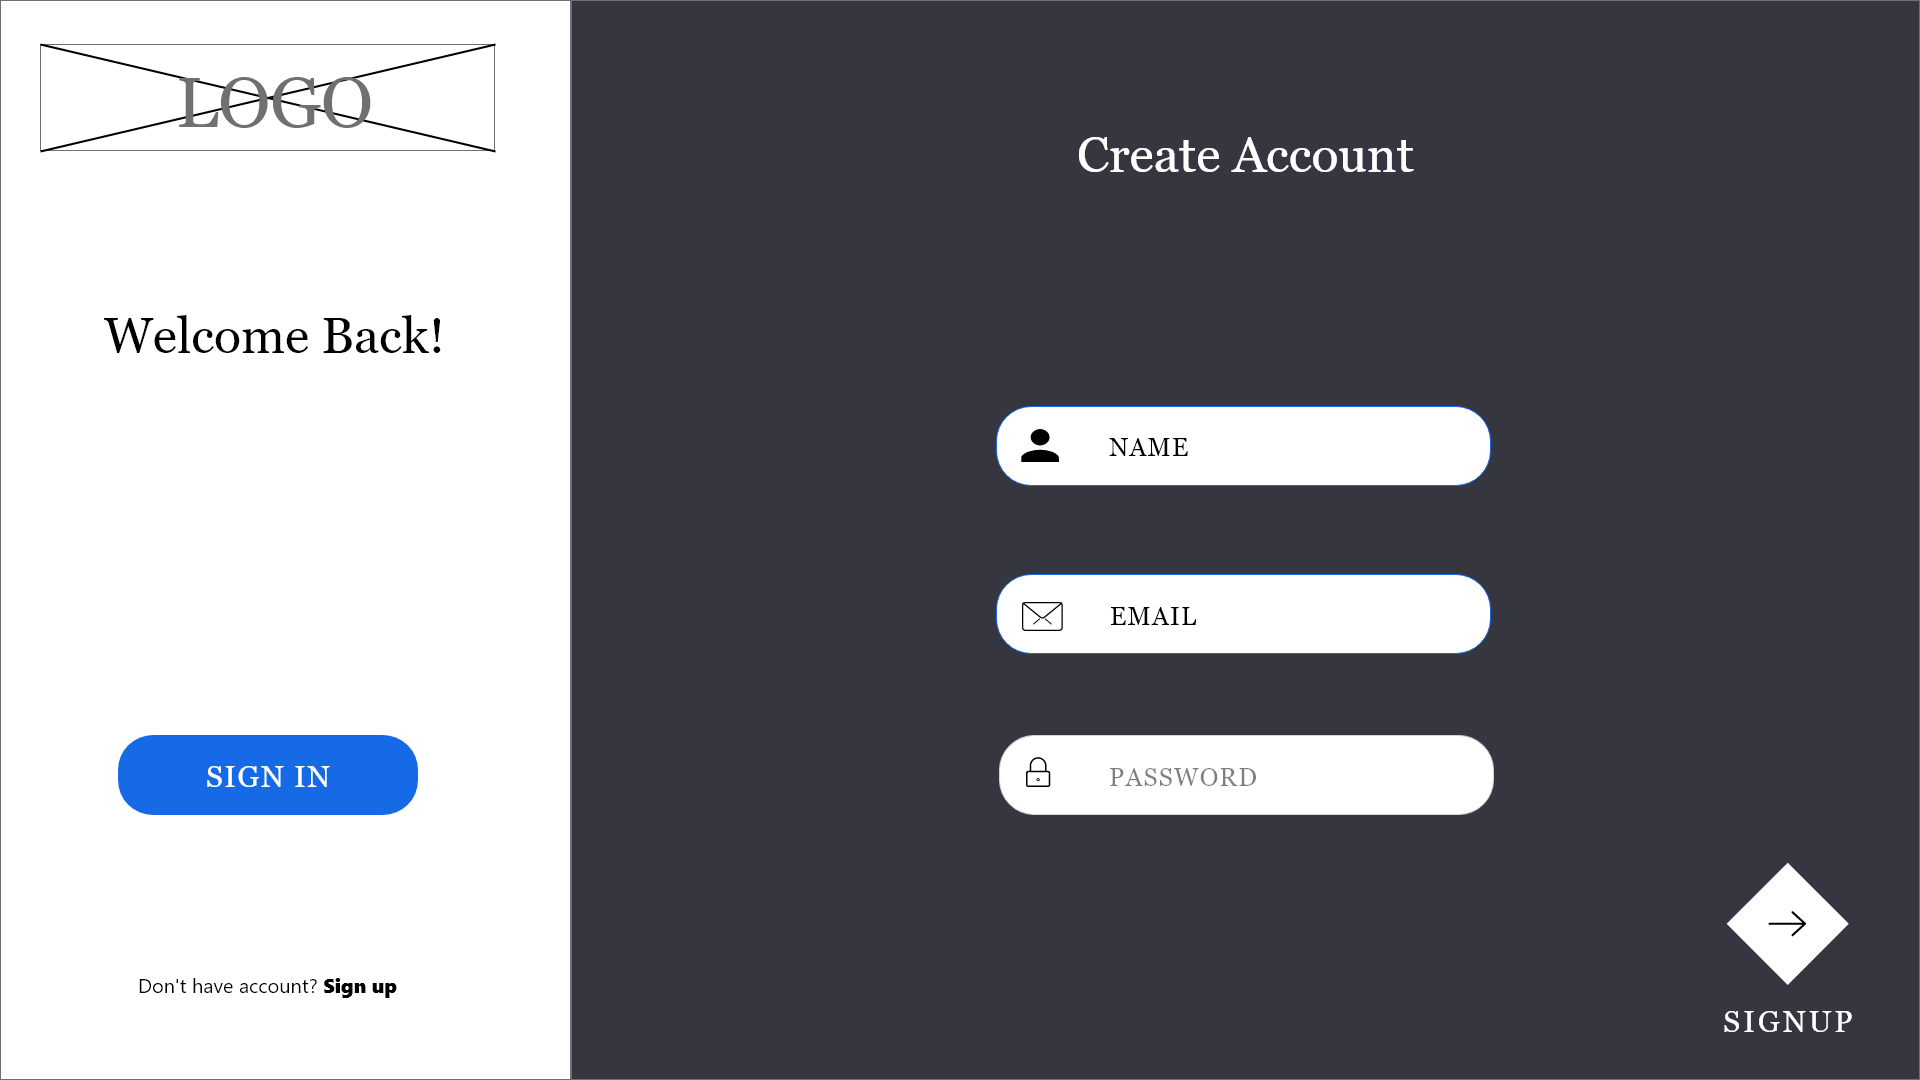 LOGO
Welcome Back!
SIGN IN
Don't have account? Sign up
Create Account
NAME
EMAIL
PASSWORD
SIGNUP